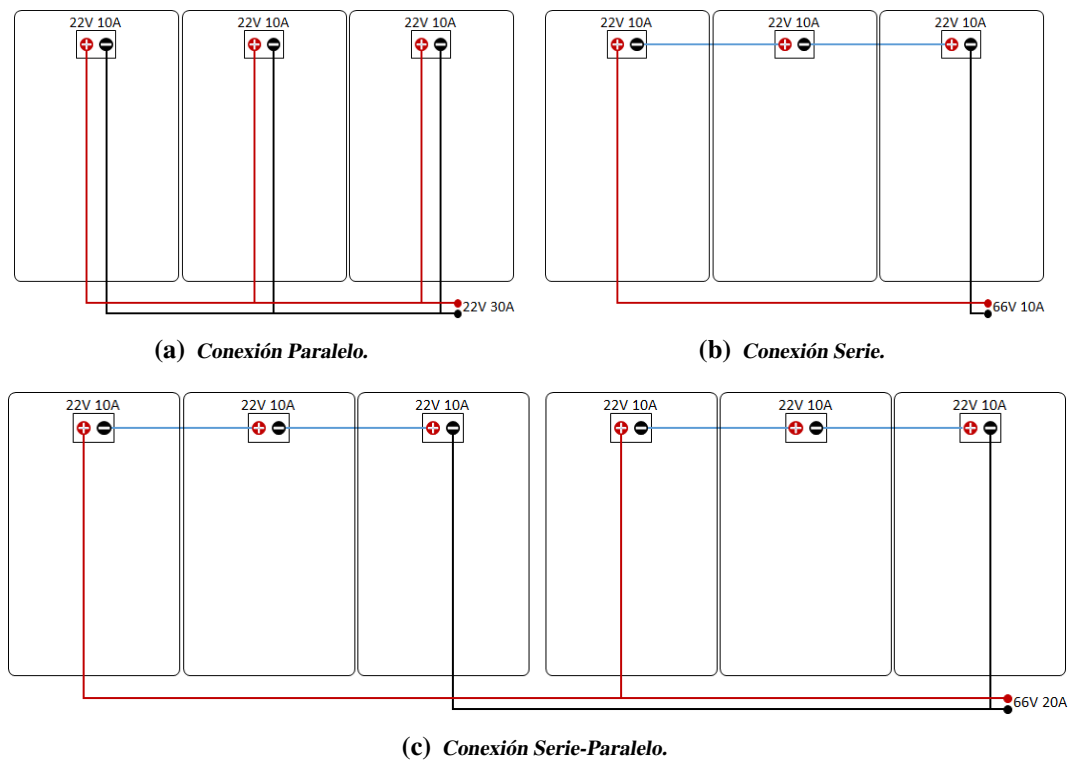 22V 10A 22V 10A 22V 10A
22V 30A
(a) Conexión Paralelo.
22V 10A 22V 10A 22V 10A
66V 10A
(b) Conexión Serie.
22V 10A 22V 10A 22V 10A 22V 10A 22V 10A 22V 10A
66V 20A
(c) Conexión Serie-Paralelo.